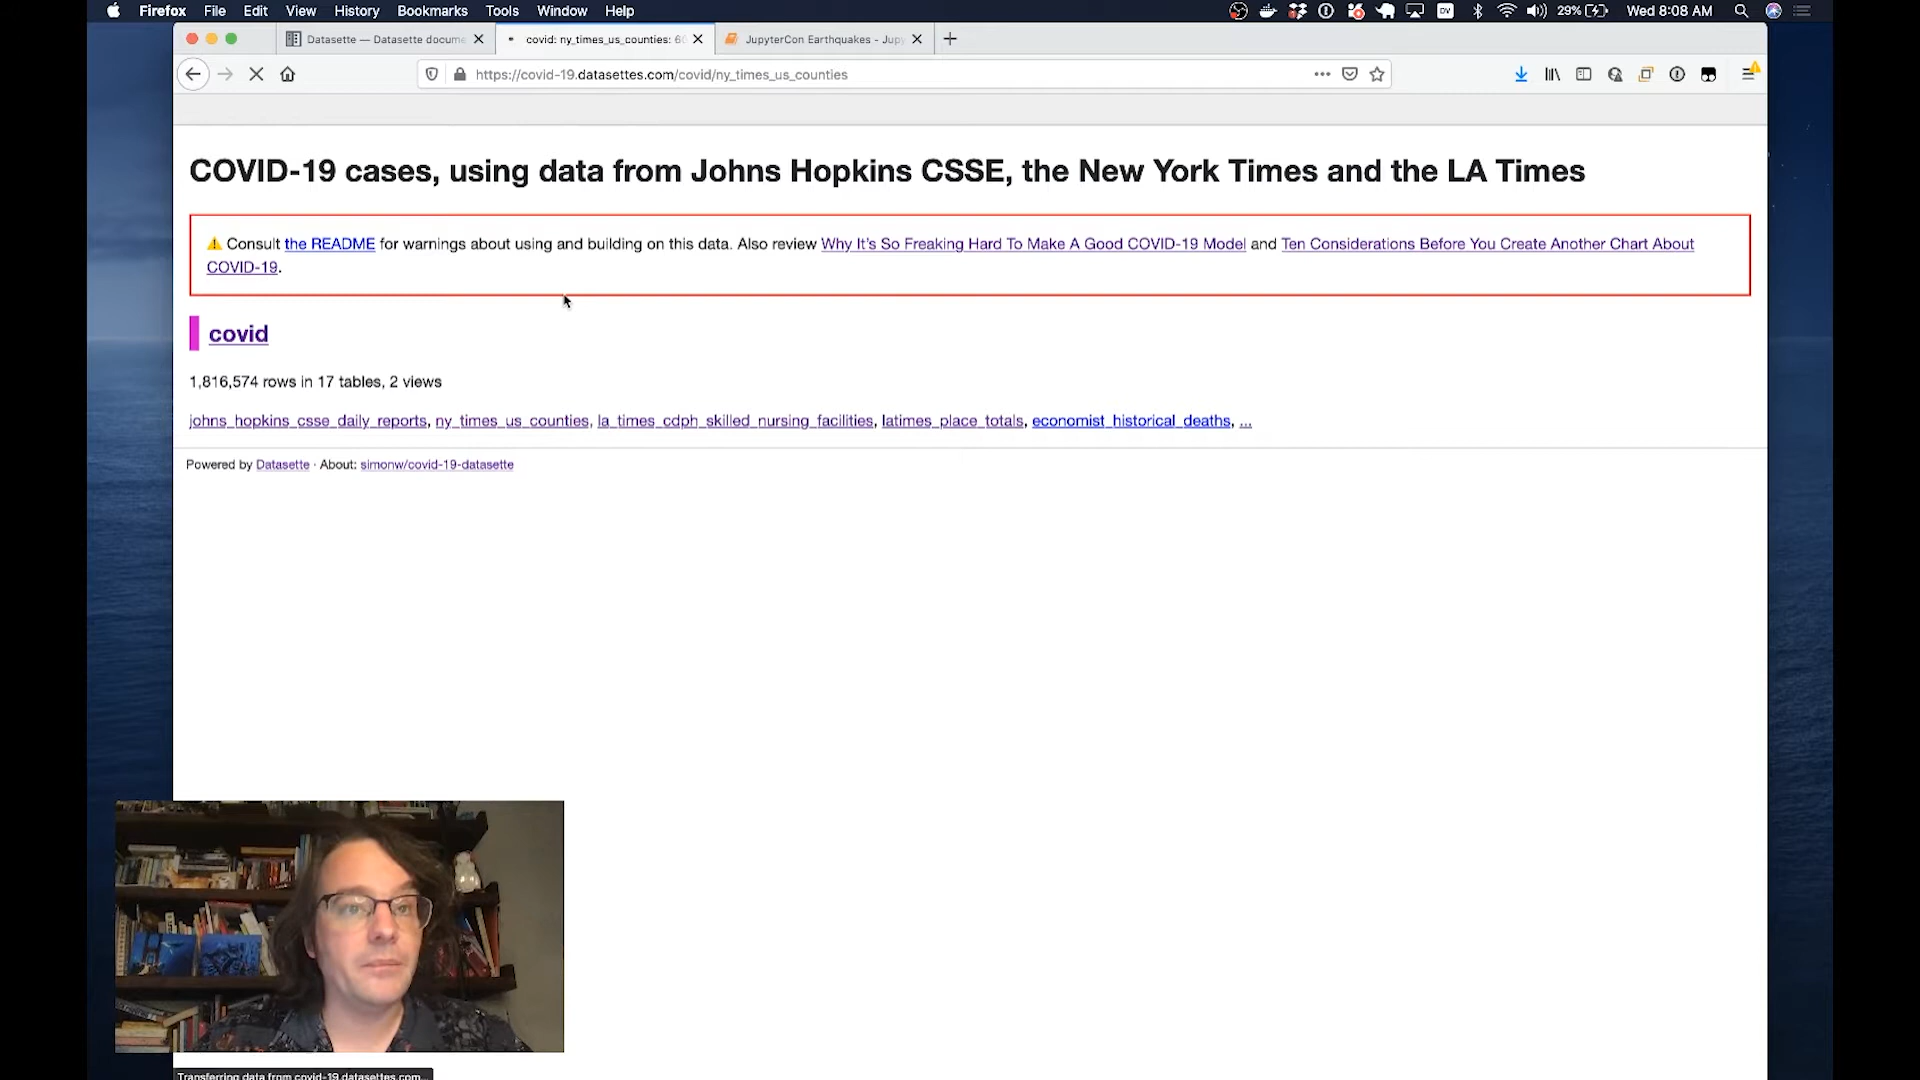 Firefox File Edit View History Bookmarks Tools Window Help 29% Wed 8:08 AM
Datasette — Datasette docume covid: ny_times_us_counties: 60 JupyterCon Earthquakes - Jup
https://covid-19.datasettes.com/covid/ny_times_us_counties
COVID-19 cases, using data from Johns Hopkins CSSE, the New York Times and the LA Times
⚠ Consult the README for warnings about using and building on this data. Also review Why It's So Freaking Hard To Make A Good COVID-19 Model and Ten Considerations Before You Create Another Chart About
COVID-19.
covid
1,816,574 rows in 17 tables, 2 views
johns_hopkins_csse_daily_reports, ny_times_us_counties, la_times_cdph_skilled_nursing_facilities, latimes_place_totals, economist_historical_deaths, ...
Powered by Datasette · About: simonw/covid-19-datasette
Transferring data from covid-19.datasettes.com...